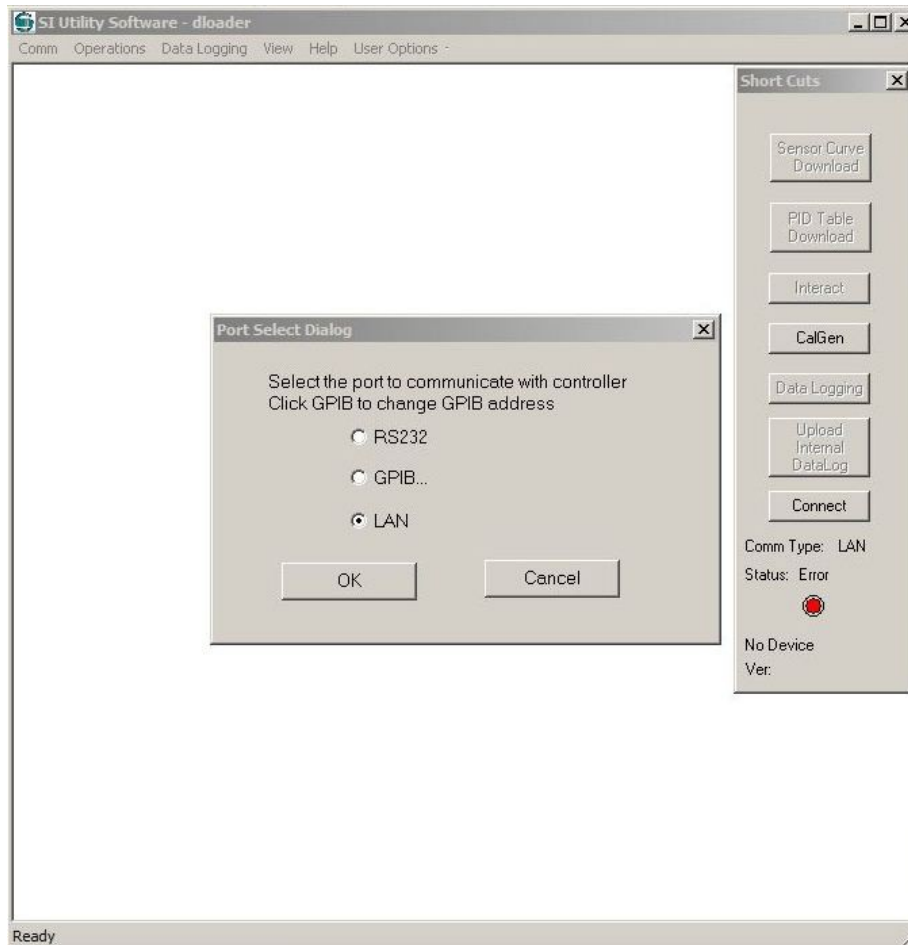 SI Utility Software - dloader
Comm Operations Data Logging View Help User Options -
Short Cuts
Sensor Curve
Download
PID Table
Download
Interact
CalGen
Data Logging
Upload
Internal
DataLog
Connect
Comm Type: LAN
Status: Error
No Device
Ver:
Port Select Dialog
Select the port to communicate with controller
Click GPIB to change GPIB address
RS232
GPIB...
LAN
OK Cancel
Ready